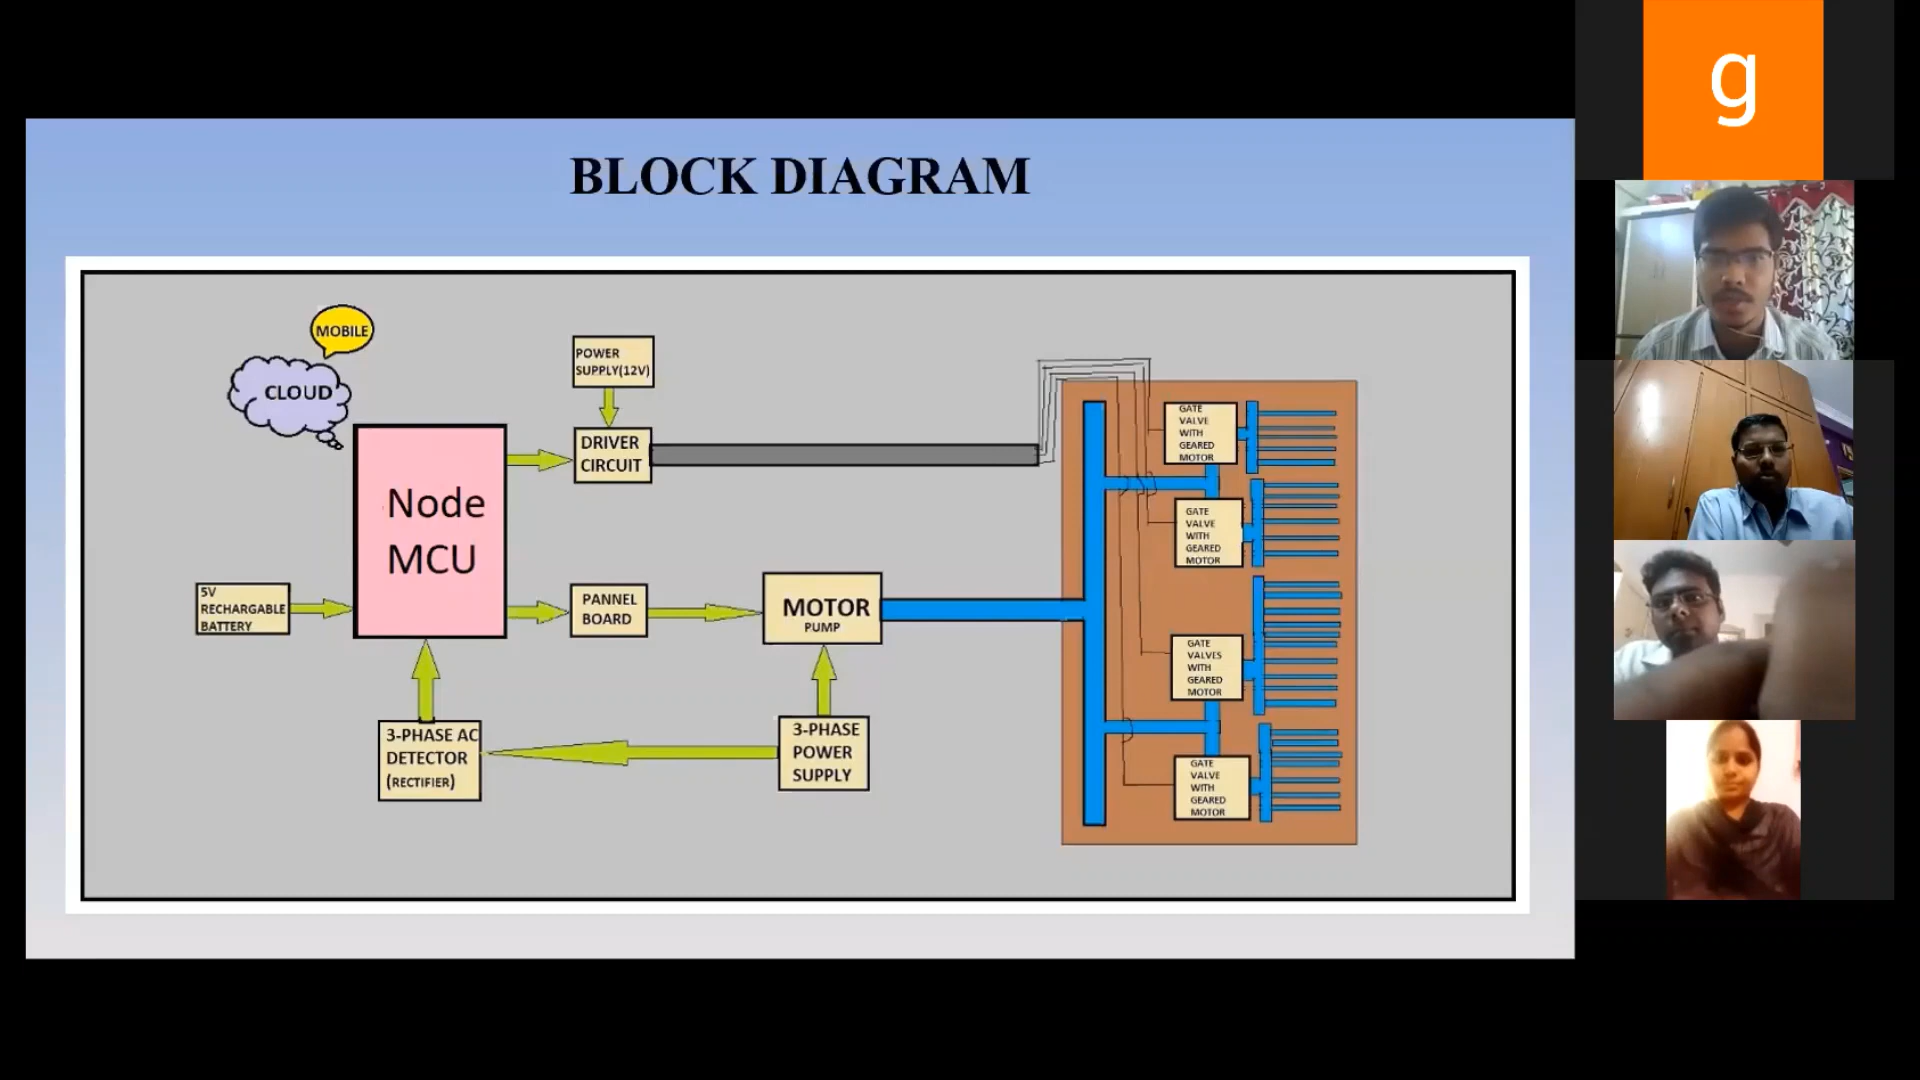 BLOCK DIAGRAM
MOBILE
CLOUD
POWER
SUPPLY(12V)
DRIVER
CIRCUIT
Node
MCU
5V
RECHARGABLE
BATTERY
PANNEL
BOARD
MOTOR
PUMP
3-PHASE AC
DETECTOR
(RECTIFIER)
3-PHASE
POWER
SUPPLY
GATE
VALVE
WITH
GEARED
MOTOR
GATE
VALVE
WITH
GEARED
MOTOR
GATE
VALVES
WITH
GEARED
MOTOR
GATE
VALVE
WITH
GEARED
MOTOR
g